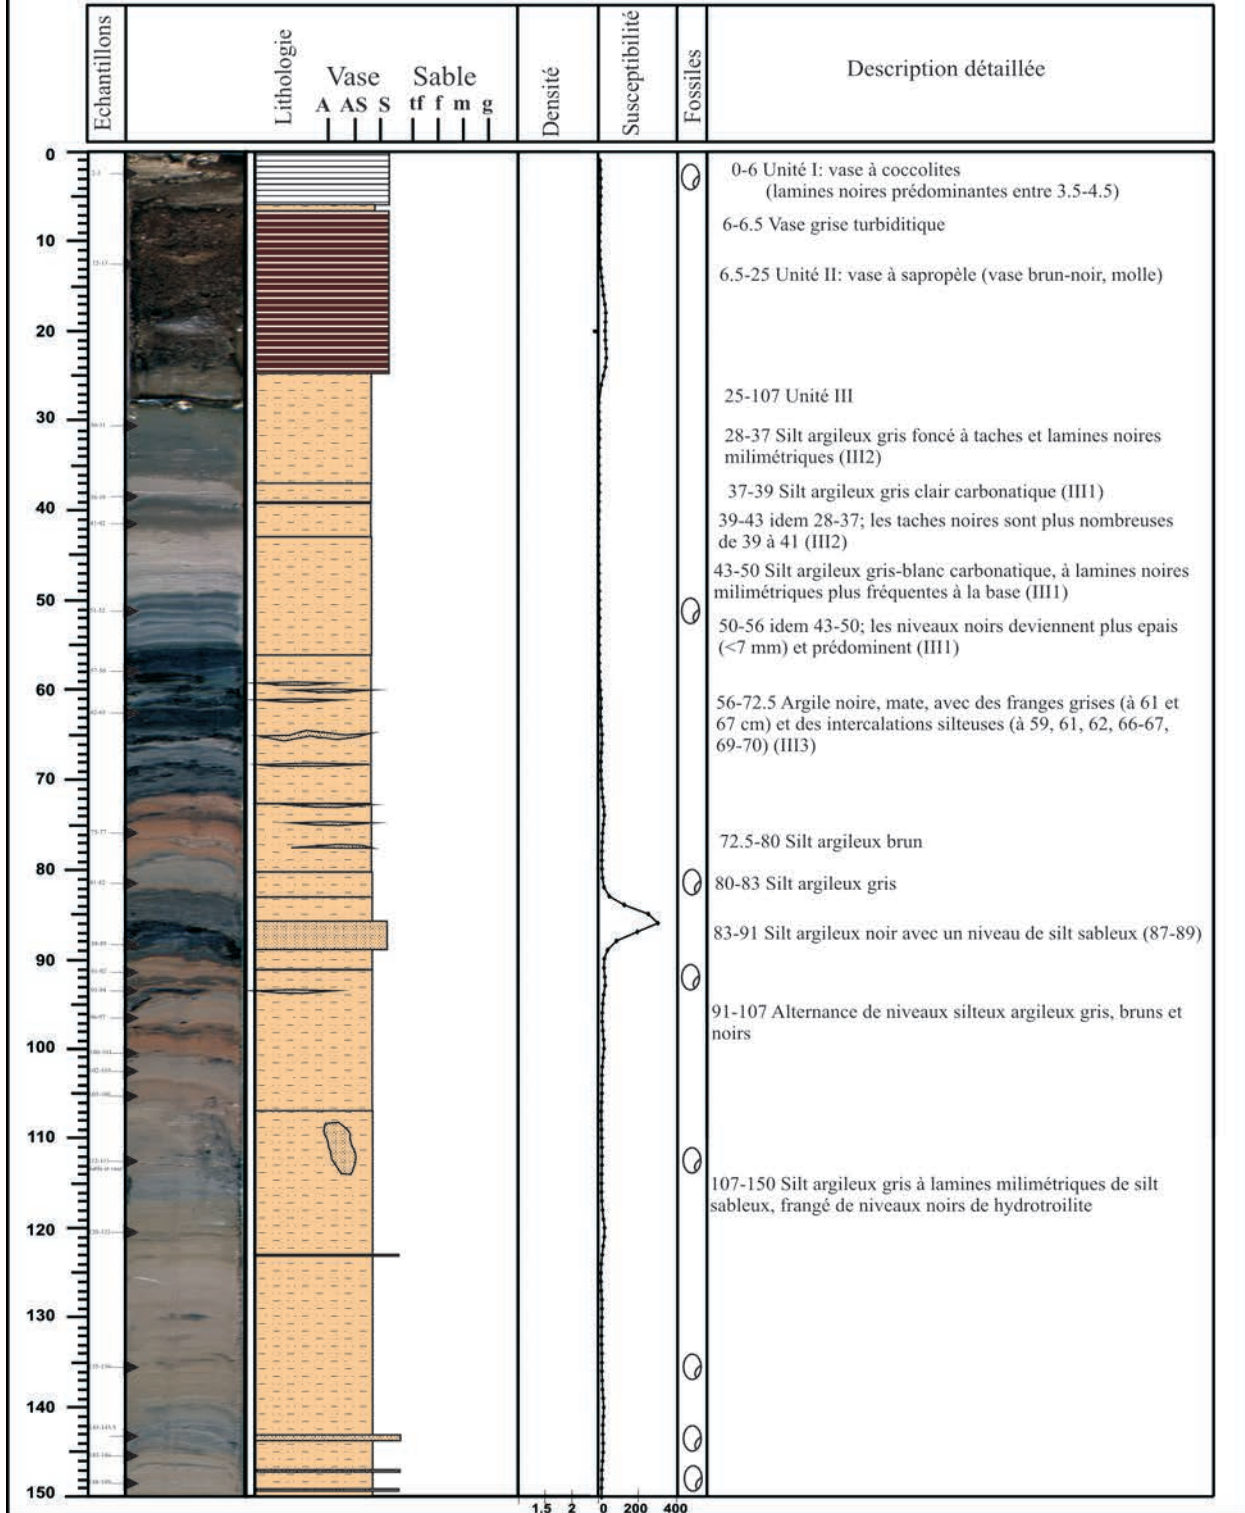 Echantillons
Lithologie
Vase
Sable
A AS S tf f m g
Densité
Susceptibilité
Fossiles
Description détaillée
0
10
20
30
40
50
60
70
80
90
100
110
120
130
140
150
0-6 Unité I: vase à coccolites
(lamines noires prédominantes entre 3.5-4.5)
6-6.5 Vase grise turbiditique
6.5-25 Unité II: vase à sapropèle (vase brun-noir, molle)
25-107 Unité III
28-37 Silt argileux gris foncé à taches et lamines noires
milimétriques (III2)
37-39 Silt argileux gris clair carbonatique (III1)
39-43 idem 28-37; les taches noires sont plus nombreuses
de 39 à 41 (III2)
43-50 Silt argileux gris-blanc carbonatique, à lamines noires
milimétriques plus fréquentes à la base (III1)
50-56 idem 43-50; les niveaux noirs deviennent plus epais
(<7 mm) et prédominent (III1)
56-72.5 Argile noire, mate, avec des franges grises (à 61 et
67 cm) et des intercalations silteuses (à 59, 61, 62, 66-67,
69-70) (III3)
72.5-80 Silt argileux brun
80-83 Silt argileux gris
83-91 Silt argileux noir avec un niveau de silt sableux (87-89)
91-107 Alternance de niveaux silteux argileux gris, bruns et
noirs
107-150 Silt argileux gris à lamines milimétriques de silt
sableux, frangé de niveaux noirs de hydrotroilite
1.5 2
0 200 400